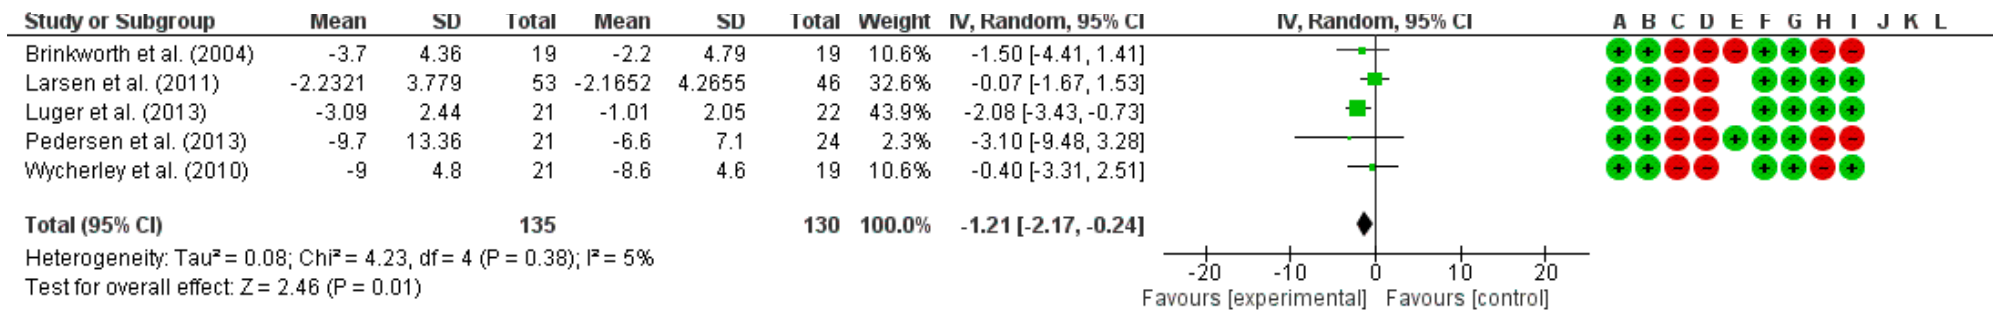 Study or Subgroup Mean SD Total Mean SD Total Weight IV, Random, 95% CI IV, Random, 95% CI A B C D E F G H I J K L
Brinkworth et al. (2004) -3.7 4.36 19 -2.2 4.79 19 10.6% -1.50 [-4.41, 1.41] + + - - - + + - -
Larsen et al. (2011) -2.2321 3.779 53 -2.1652 4.2655 46 32.6% -0.07 [-1.67, 1.53] + + - - + + + +
Luger et al. (2013) -3.09 2.44 21 -1.01 2.05 22 43.9% -2.08 [-3.43, -0.73] + + - - + + + +
Pedersen et al. (2013) -9.7 13.36 21 -6.6 7.1 24 2.3% -3.10 [-9.48, 3.28] + + - - + + + - -
Wycherley et al. (2010) -9 4.8 21 -8.6 4.6 19 10.6% -0.40 [-3.31, 2.51] + + - - + + - +
Total (95% CI) 135 130 100.0% -1.21 [-2.17, -0.24]
Heterogeneity: Tau² = 0.08; Chi² = 4.23, df = 4 (P = 0.38); I² = 5%
Test for overall effect: Z = 2.46 (P = 0.01)
-20 -10 0 10 20
Favours [experimental] Favours [control]